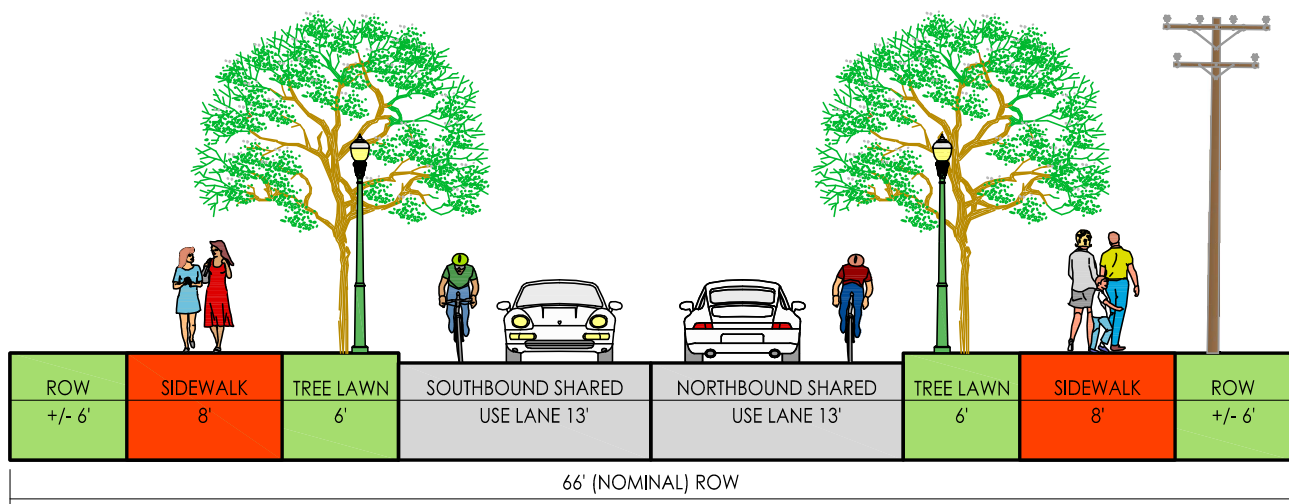 ROW
+/- 6'
SIDEWALK
8'
TREE LAWN
6'
SOUTHBOUND SHARED
USE LANE 13'
NORTHBOUND SHARED
USE LANE 13'
TREE LAWN
6'
SIDEWALK
8'
ROW
+/- 6'
66' (NOMINAL) ROW